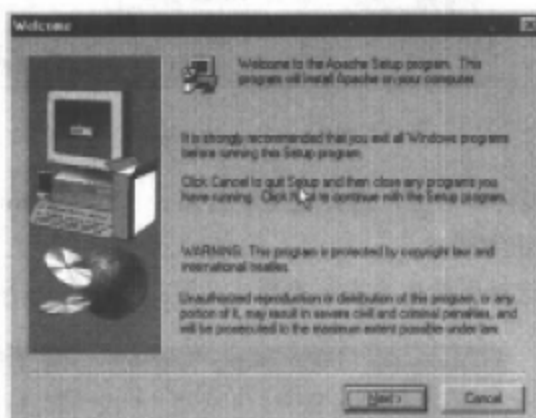 Welcome
Welcome to the Apache Setup program. This
program will install Apache on your computer.
It is strongly recommended that you exit all Windows programs
before running this Setup program.
Click Cancel to quit Setup and then close any programs you
have running. Click Next to continue with the Setup program.
WARNING: This program is protected by copyright law and
international treaties.
Unauthorized reproduction or distribution of this program, or any
portion of it, may result in severe civil and criminal penalties, and
will be prosecuted to the maximum extent possible under law.
Next >
Cancel